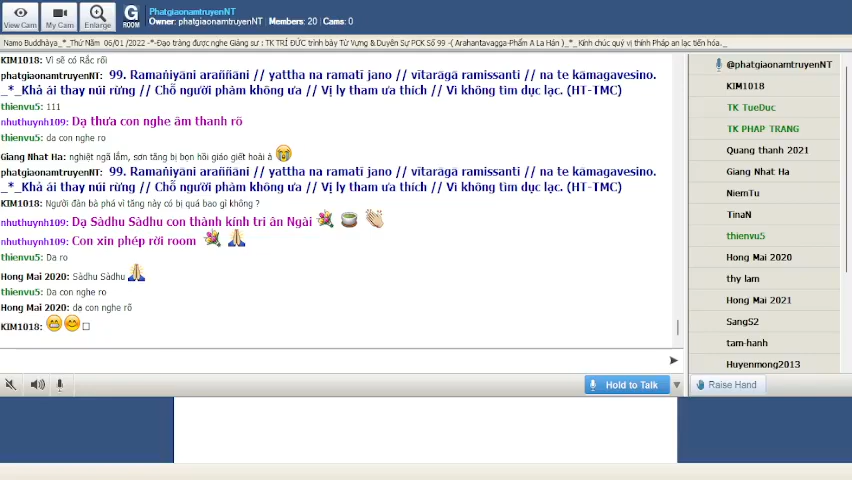 PhatgiaonamtruyenNT
Owner: phatgiaonamtruyenNT Members: 20 Cams: 0
View Cam
My Cam
Enlarge
G ROOM
Namo Buddhàya_*_Thứ Năm 06/01 /2022 -*-Đạo tràng được nghe Giảng sư : TK TRÍ ĐỨC trình bày Từ Vựng & Duyên Sự PCK Số 99 -( Arahantavagga-Phẩm A La Hán )_*_ Kính chúc quý vị thính Pháp an lạc tiến hóa._
KIM1018: Vì sẽ có Rắc rối
phatgiaonamtruyenNT: 99. Ramaṅiyāni araññāni // yattha na ramatī jano // vītarāgā ramissanti // na te kāmagavesino.
_*_Khả ái thay núi rừng // Chỗ người phàm không ưa // Vị ly tham ưa thích // Vì không tìm dục lạc. (HT-TMC)
thienvu5: 111
nhuthuynh109: Dạ thưa con nghe âm thanh rõ
thienvu5: da con nghe ro
Giang Nhat Ha: nghiệt ngã lắm, sơn tăng bị bọn hồi giáo giết hoài à
phatgiaonamtruyenNT: 99. Ramaṅiyāni araññāni // yattha na ramatī jano // vītarāgā ramissanti // na te kāmagavesino.
_*_Khả ái thay núi rừng // Chỗ người phàm không ưa // Vị ly tham ưa thích // Vì không tìm dục lạc. (HT-TMC)
KIM1018: Người đàn bà phá vì tăng này có bị quả bao gì không ?
nhuthuynh109: Dạ Sàdhu Sàdhu con thành kính tri ân Ngài
nhuthuynh109: Con xin phép rời room
thienvu5: Da ro
Hong Mai 2020: Sàdhu Sàdhu
thienvu5: Da con nghe ro
Hong Mai 2020: dạ con nghe rõ
KIM1018:
@phatgiaonamtruyenNT
KIM1018
TK TueDuc
TK PHAP TRANG
Quang thanh 2021
Giang Nhat Ha
NiemTu
TinaN
thienvu5
Hong Mai 2020
thy lam
Hong Mai 2021
SangS2
tam-hanh
Huyenmong2013
Hold to Talk
Raise Hand